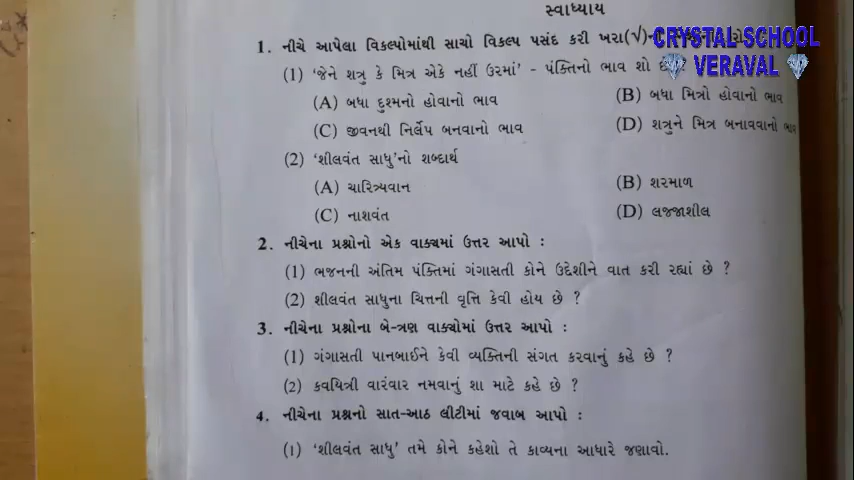 સ્વાધ્યાય
1. નીચે આપેલા વિકલ્પોમાંથી સાચો વિકલ્પ પસંદ કરી ખરા(√)ની
CRYSTAL SCHOOL
VERAVAL
(1) 'જેને શત્રુ કે મિત્ર એકે નહીં ઉરમાં' - પંક્તિનો ભાવ શો છે
(A) બધા દુશ્મનો હોવાનો ભાવ (B) બધા મિત્રો હોવાનો ભાવ
(C) જીવનથી નિર્લેપ બનવાનો ભાવ (D) શત્રુને મિત્ર બનાવવાનો ભાવ
(2) 'શીલવંત સાધુ'નો શબ્દાર્થ
(A) ચારિત્ર્યવાન (B) શરમાળ
(C) નાશવંત (D) લજ્જાશીલ
2. નીચેના પ્રશ્નોનો એક વાક્યમાં ઉત્તર આપો :
(1) ભજનની અંતિમ પંક્તિમાં ગંગાસતી કોને ઉદ્દેશીને વાત કરી રહ્યાં છે ?
(2) શીલવંત સાધુના ચિત્તની વૃત્તિ કેવી હોય છે ?
3. નીચેના પ્રશ્નોના બે-ત્રણ વાક્યોમાં ઉત્તર આપો :
(1) ગંગાસતી પાનબાઈને કેવી વ્યક્તિની સંગત કરવાનું કહે છે ?
(2) કવયિત્રી વારંવાર નમવાનું શા માટે કહે છે ?
4. નીચેના પ્રશ્નનો સાત-આઠ લીટીમાં જવાબ આપો :
(1) 'શીલવંત સાધુ' તમે કોને કહેશો તે કાવ્યના આધારે જણાવો.